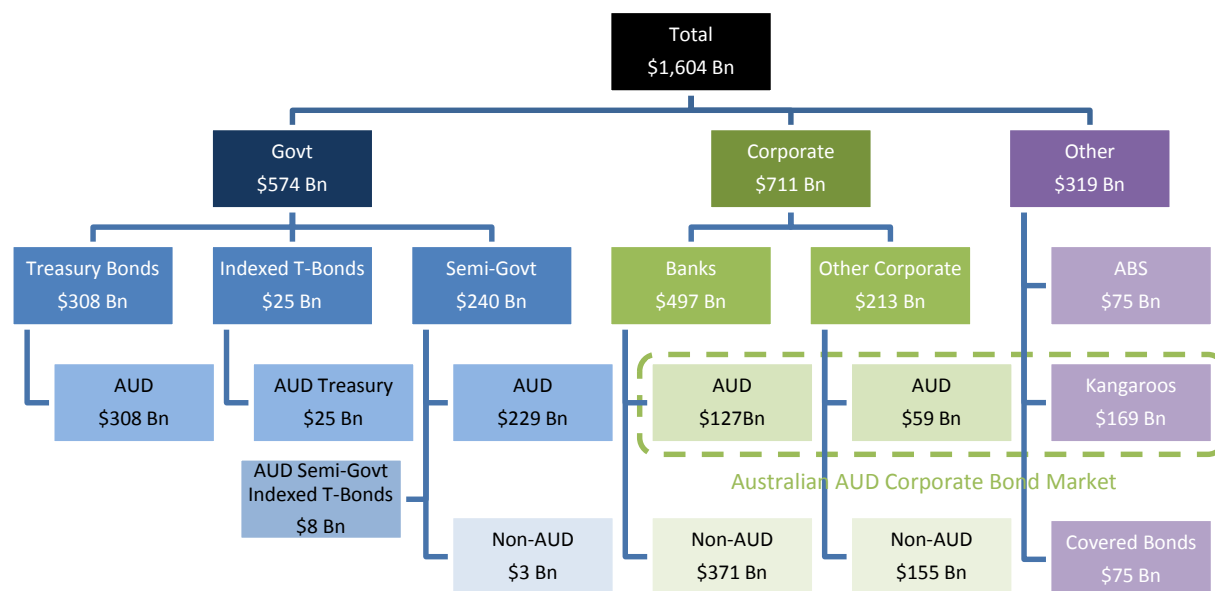 Total
$1,604 Bn
Govt
$574 Bn
Corporate
$711 Bn
Other
$319 Bn
Treasury Bonds
$308 Bn
Indexed T-Bonds
$25 Bn
Semi-Govt
$240 Bn
Banks
$497 Bn
Other Corporate
$213 Bn
ABS
$75 Bn
AUD
$308 Bn
AUD Treasury
$25 Bn
AUD
$229 Bn
AUD
$127Bn
AUD
$59 Bn
Kangaroos
$169 Bn
AUD Semi-Govt
Indexed T-Bonds
$8 Bn
Australian AUD Corporate Bond Market
Non-AUD
$3 Bn
Non-AUD
$371 Bn
Non-AUD
$155 Bn
Covered Bonds
$75 Bn